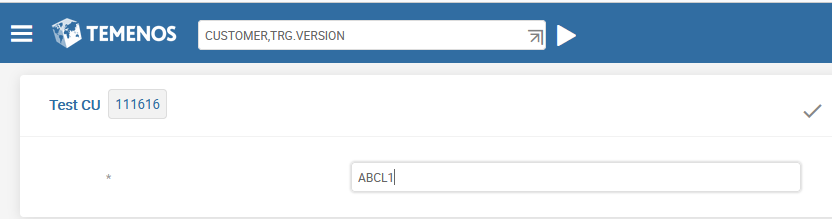 TEMENOS
CUSTOMER,TRG.VERSION
Test CU 111616
*
ABCL1